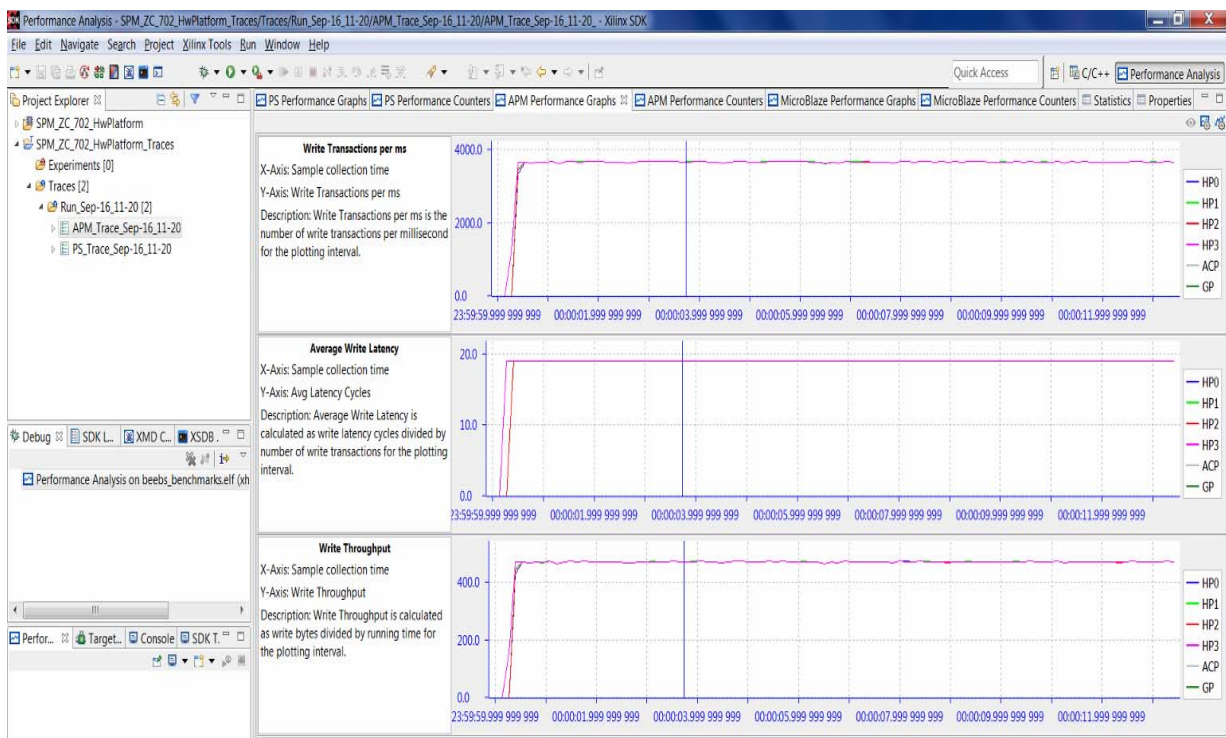 Performance Analysis - SPM_ZC_702_HwPlatform_Traces/Traces/Run_Sep-16_11-20/APM_Trace_Sep-16_11-20/APM_Trace_Sep-16_11-20_ - Xilinx SDK
File Edit Navigate Search Project Xilinx Tools Run Window Help
Quick Access C/C++ Performance Analysis
Project Explorer
PS Performance Graphs PS Performance Counters APM Performance Graphs APM Performance Counters MicroBlaze Performance Graphs MicroBlaze Performance Counters Statistics Properties
SPM_ZC_702_HwPlatform
SPM_ZC_702_HwPlatform_Traces
Experiments [0]
Traces [2]
Run_Sep-16_11-20 [2]
APM_Trace_Sep-16_11-20
PS_Trace_Sep-16_11-20
Write Transactions per ms
X-Axis: Sample collection time
Y-Axis: Write Transactions per ms
Description: Write Transactions per ms is the
number of write transactions per millisecond
for the plotting interval.
4000.0
2000.0
0.0
23:59:59.999 999 999 00:00:01.999 999 999 00:00:03.999 999 999 00:00:05.999 999 999 00:00:07.999 999 999 00:00:09.999 999 999 00:00:11.999 999 999
HP0
HP1
HP2
HP3
ACP
GP
Average Write Latency
X-Axis: Sample collection time
Y-Axis: Avg Latency Cycles
Description: Average Write Latency is
calculated as write latency cycles divided by
number of write transactions for the plotting
interval.
20.0
10.0
0.0
23:59:59.999 999 999 00:00:01.999 999 999 00:00:03.999 999 999 00:00:05.999 999 999 00:00:07.999 999 999 00:00:09.999 999 999 00:00:11.999 999 999
HP0
HP1
HP2
HP3
ACP
GP
Debug SDK L... XMD C... XSDB.
Performance Analysis on beebs_benchmarks.elf (xh
Write Throughput
X-Axis: Sample collection time
Y-Axis: Write Throughput
Description: Write Throughput is calculated
as write bytes divided by running time for
the plotting interval.
400.0
200.0
0.0
23:59:59.999 999 999 00:00:01.999 999 999 00:00:03.999 999 999 00:00:05.999 999 999 00:00:07.999 999 999 00:00:09.999 999 999 00:00:11.999 999 999
HP0
HP1
HP2
HP3
ACP
GP
Perfor... Target... Console SDK T.